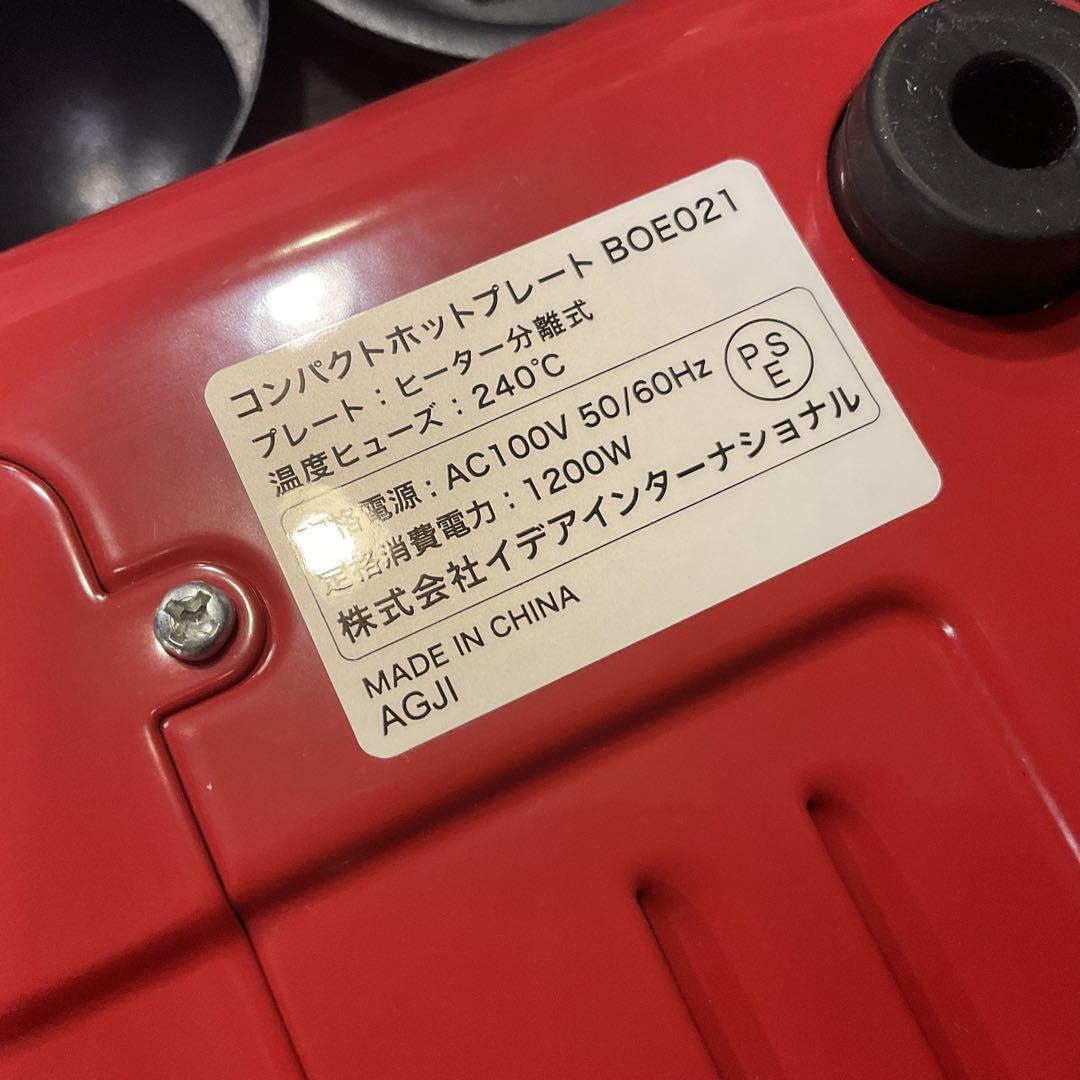 コンパクトホットプレート BOE021
プレート：ヒーター分離式
温度ヒューズ：240℃
定格電源：AC100V 50/60Hz
定格消費電力：1200W
PSE
株式会社イデアインターナショナル
MADE IN CHINA
AGJI